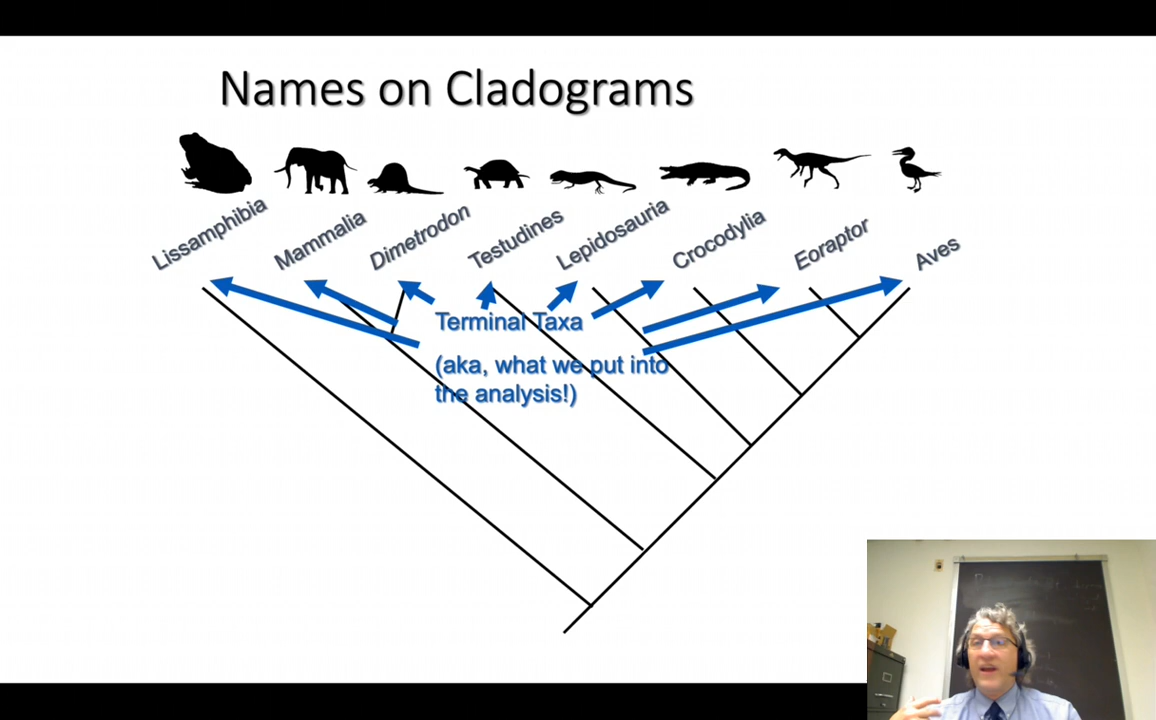 Names on Cladograms
Lissamphibia
Mammalia
Dimetrodon
Testudines
Lepidosauria
Crocodylia
Eoraptor
Aves
Terminal Taxa
(aka, what we put into
the analysis!)